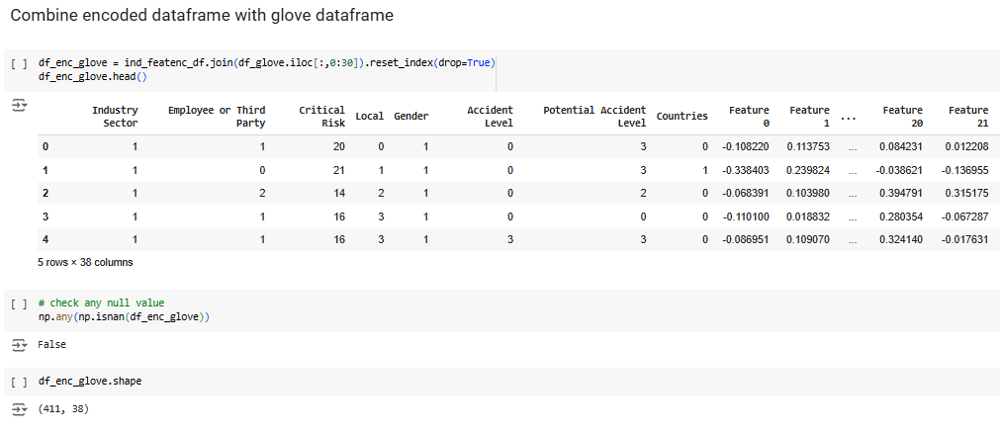 Combine encoded dataframe with glove dataframe
[ ] df_enc_glove = ind_featenc_df.join(df_glove.iloc[:,0:30]).reset_index(drop=True)
df_enc_glove.head()
Industry Sector Employee or Third Party Critical Risk Local Gender Accident Level Potential Accident Level Countries Feature 0 Feature 1 ... Feature 20 Feature 21
0 1 1 20 0 1 0 3 0 -0.108220 0.113753 ... 0.084231 0.012208
1 1 0 21 1 1 0 3 1 -0.338403 0.239824 ... -0.038621 -0.136955
2 1 2 14 2 1 0 2 0 -0.068391 0.103980 ... 0.394791 0.315175
3 1 1 16 3 1 0 0 0 -0.110100 0.018832 ... 0.280354 -0.067287
4 1 1 16 3 1 3 3 0 -0.086951 0.109070 ... 0.324140 -0.017631
5 rows × 38 columns
[ ] # check any null value
np.any(np.isnan(df_enc_glove))
False
[ ] df_enc_glove.shape
(411, 38)